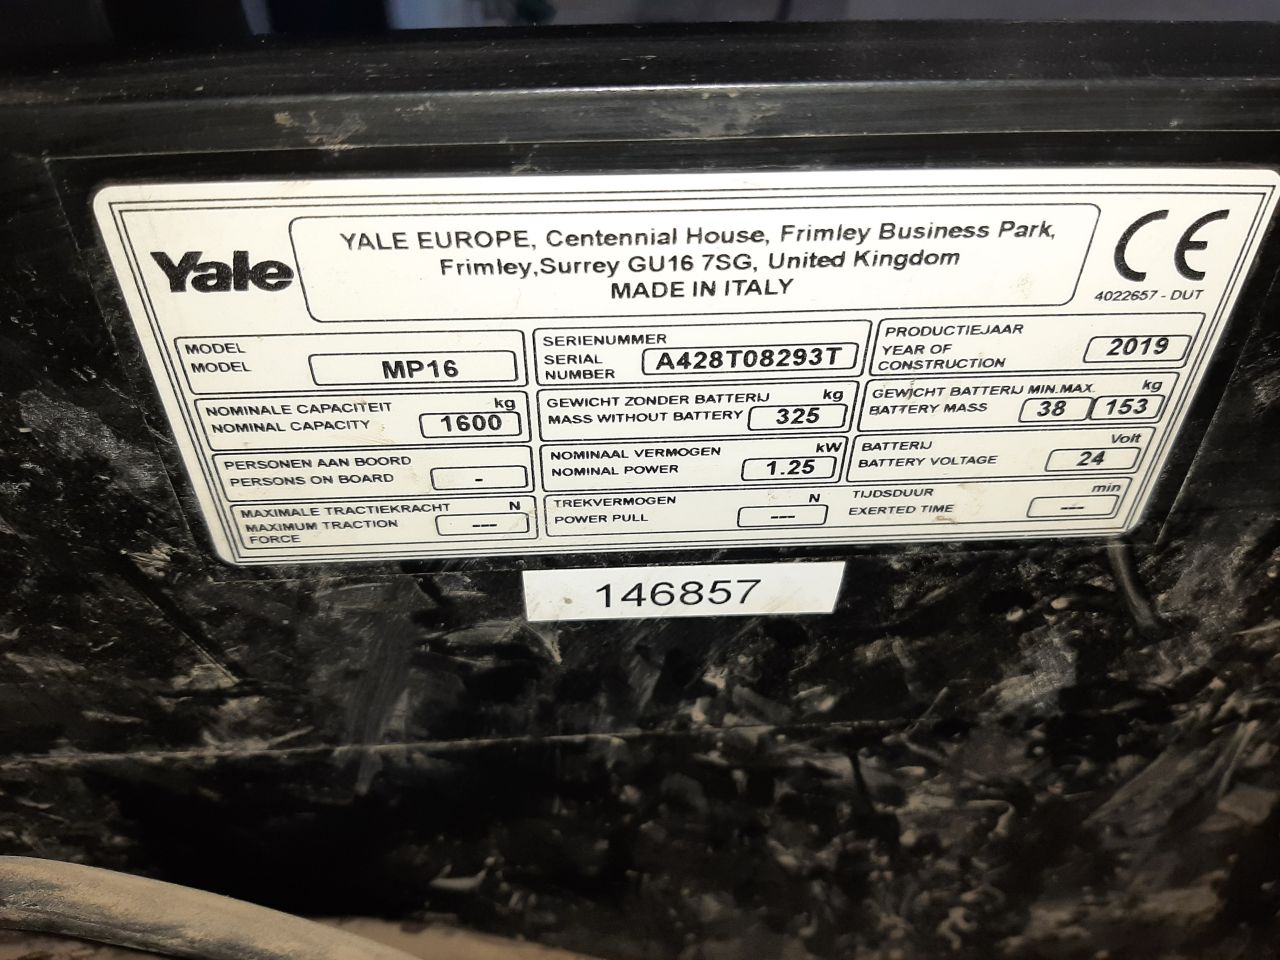 Yale
YALE EUROPE, Centennial House, Frimley Business Park,
Frimley,Surrey GU16 7SG, United Kingdom
MADE IN ITALY
CE
4022657 - DUT
MODEL
MODEL
MP16
SERIENUMMER
SERIAL
NUMBER
A428T08293T
PRODUCTIEJAAR
YEAR OF
CONSTRUCTION
2019
NOMINALE CAPACITEIT kg
NOMINAL CAPACITY 1600
GEWICHT ZONDER BATTERIJ kg
MASS WITHOUT BATTERY 325
GEWICHT BATTERIJ MIN.MAX. kg
BATTERY MASS 38 153
PERSONEN AAN BOORD
PERSONS ON BOARD -
NOMINAAL VERMOGEN kW
NOMINAL POWER 1.25
BATTERIJ Volt
BATTERY VOLTAGE 24
MAXIMALE TRACTIEKRACHT N
MAXIMUM TRACTION
FORCE
---
TREKVERMOGEN N
POWER PULL ---
TIJDSDUUR min
EXERTED TIME ---
146857